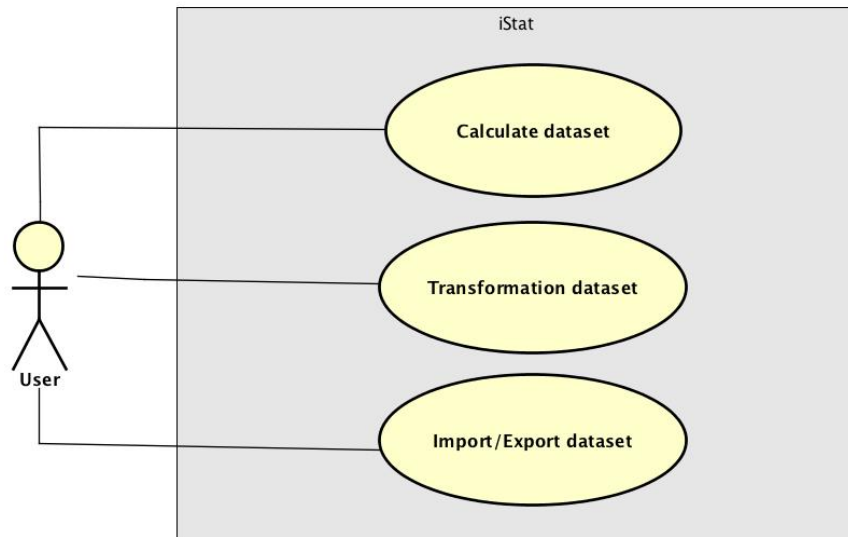 iStat
Calculate dataset
Transformation dataset
User
Import/Export dataset